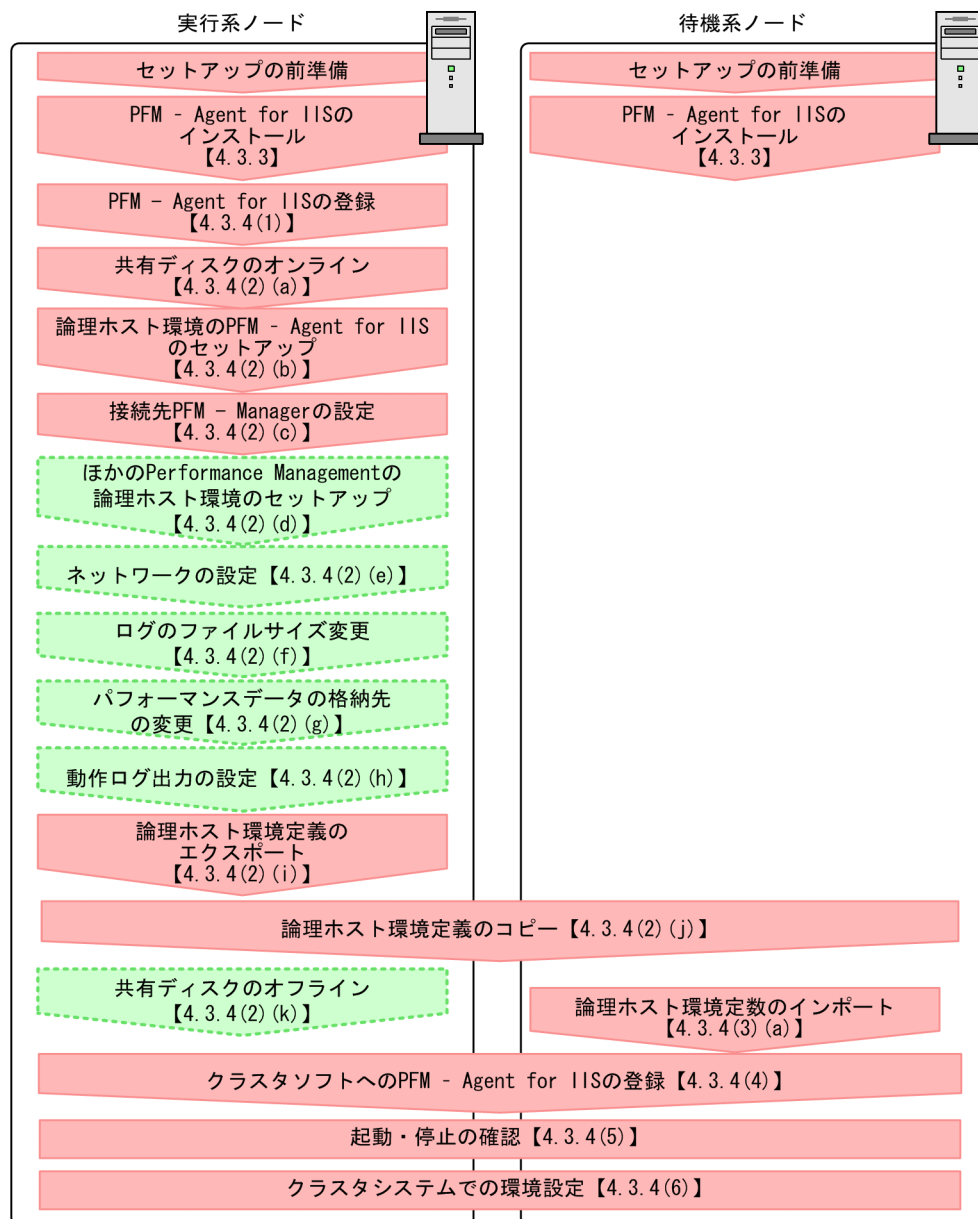 実行系ノード
待機系ノード
セットアップの前準備
セットアップの前準備
PFM - Agent for IISの
インストール
【4.3.3】
PFM - Agent for IISの
インストール
【4.3.3】
PFM - Agent for IISの登録
【4.3.4(1)】
共有ディスクのオンライン
【4.3.4(2)(a)】
論理ホスト環境のPFM - Agent for IIS
のセットアップ
【4.3.4(2)(b)】
接続先PFM - Managerの設定
【4.3.4(2)(c)】
ほかのPerformance Managementの
論理ホスト環境のセットアップ
【4.3.4(2)(d)】
ネットワークの設定【4.3.4(2)(e)】
ログのファイルサイズ変更
【4.3.4(2)(f)】
パフォーマンスデータの格納先
の変更【4.3.4(2)(g)】
動作ログ出力の設定【4.3.4(2)(h)】
論理ホスト環境定義の
エクスポート
【4.3.4(2)(i)】
論理ホスト環境定義のコピー【4.3.4(2)(j)】
共有ディスクのオフライン
【4.3.4(2)(k)】
論理ホスト環境定数のインポート
【4.3.4(3)(a)】
クラスタソフトへのPFM - Agent for IISの登録【4.3.4(4)】
起動・停止の確認【4.3.4(5)】
クラスタシステムでの環境設定【4.3.4(6)】